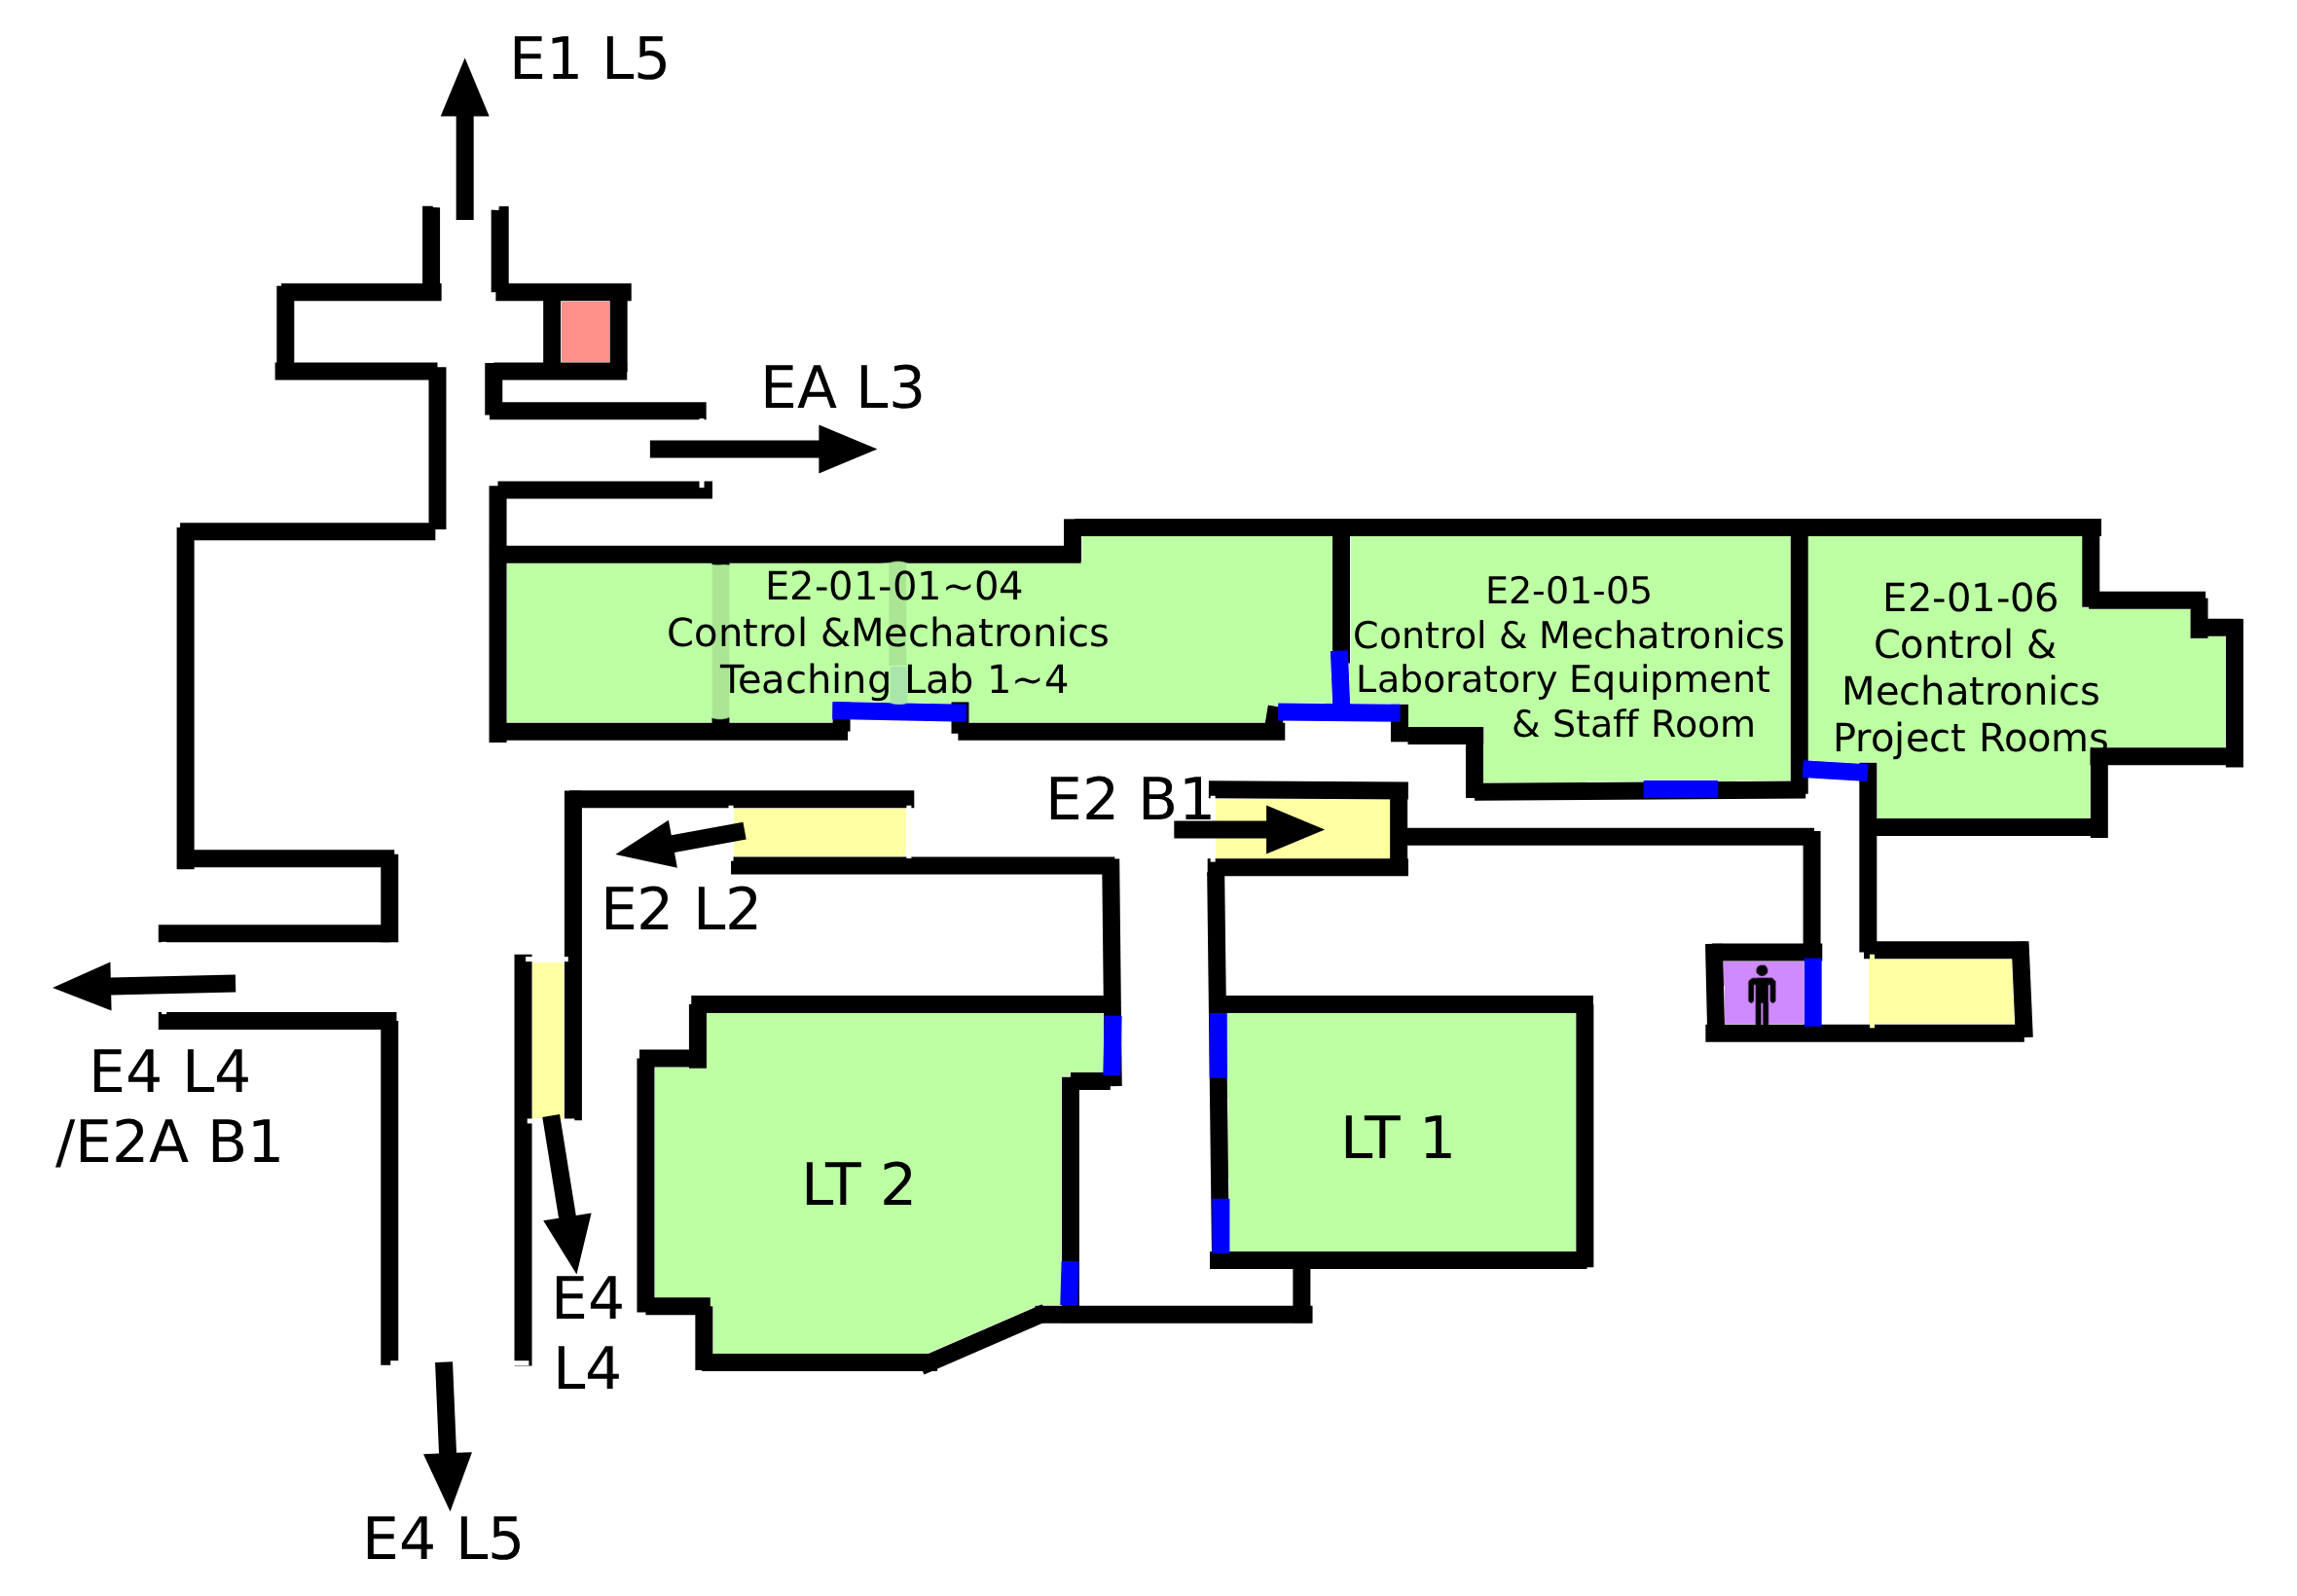 E1 L5
EA L3
E2-01-01~04
Control &Mechatronics
Teaching Lab 1~4
E2-01-05
Control & Mechatronics
Laboratory Equipment
& Staff Room
E2-01-06
Control &
Mechatronics
Project Rooms
E2 B1
E2 L2
E4 L4
/E2A B1
LT 2
LT 1
E4
L4
E4 L5